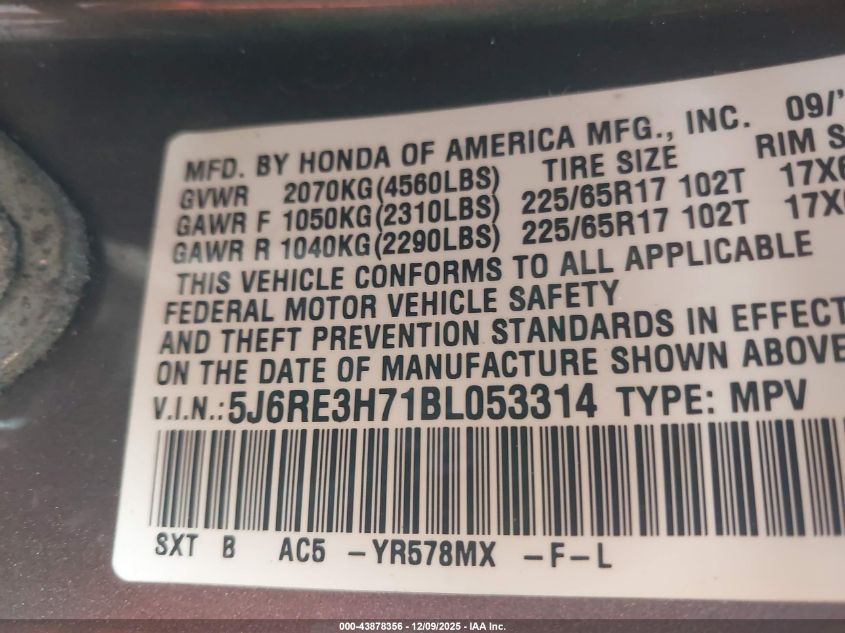 MFD. BY HONDA OF AMERICA MFG., INC. 09/'
GVWR 2070KG(4560LBS) TIRE SIZE RIM S
GAWR F 1050KG(2310LBS) 225/65R17 102T 17X6
GAWR R 1040KG(2290LBS) 225/65R17 102T 17X6
THIS VEHICLE CONFORMS TO ALL APPLICABLE
FEDERAL MOTOR VEHICLE SAFETY
AND THEFT PREVENTION STANDARDS IN EFFECT
ON THE DATE OF MANUFACTURE SHOWN ABOVE
V.I.N.:5J6RE3H71BL053314 TYPE: MPV
SXT B AC5 -YR578MX -F-L
000-43878356 - 12/09/2025 - IAA Inc.